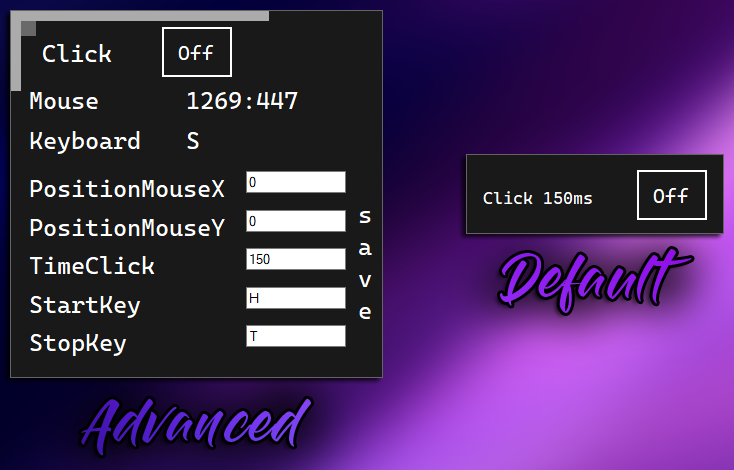 Click Off
Mouse 1269:447
Keyboard S
PositionMouseX 0
PositionMouseY 0
TimeClick 150
StartKey H
StopKey T
save
Advanced
Click 150ms Off
Default